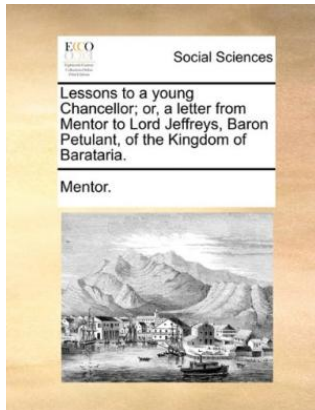 ECCO
Social Sciences
Lessons to a young
Chancellor; or, a letter from
Mentor to Lord Jeffreys, Baron
Petulant, of the Kingdom of
Barataria.
Mentor.